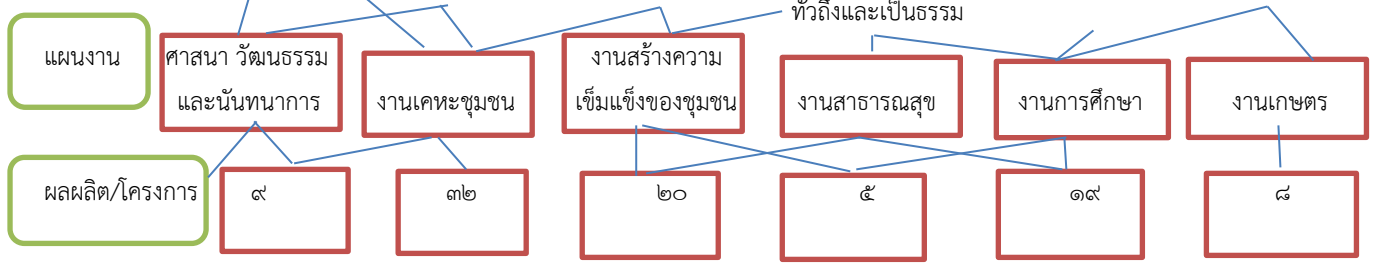 ทั่วถึงและเป็นธรรม
แผนงาน
ศาสนา วัฒนธรรม
และนันทนาการ
งานเคหะชุมชน
งานสร้างความ
เข็มแข็งของชุมชน
งานสาธารณสุข
งานการศึกษา
งานเกษตร
ผลผลิต/โครงการ
๙
๓๒
๒๐
๕
๑๙
๘